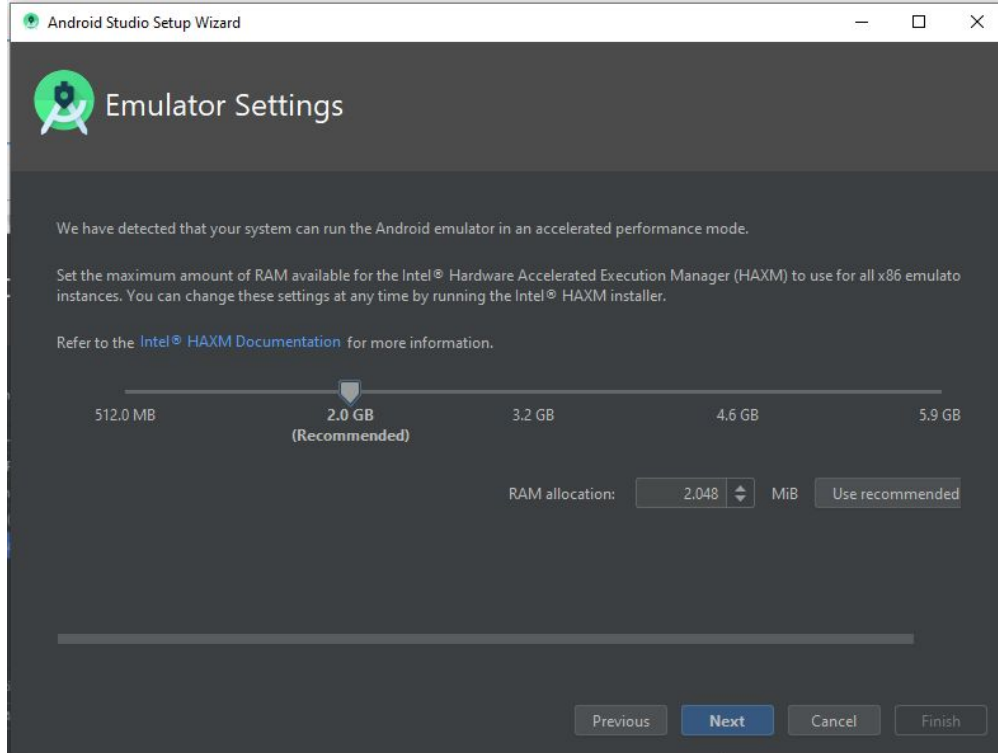 Android Studio Setup Wizard
Emulator Settings
We have detected that your system can run the Android emulator in an accelerated performance mode.
Set the maximum amount of RAM available for the Intel® Hardware Accelerated Execution Manager (HAXM) to use for all x86 emulato
instances. You can change these settings at any time by running the Intel® HAXM installer.
Refer to the Intel® HAXM Documentation for more information.
512.0 MB 2.0 GB 3.2 GB 4.6 GB 5.9 GB
(Recommended)
RAM allocation: 2.048 MiB Use recommended
Previous Next Cancel Finish